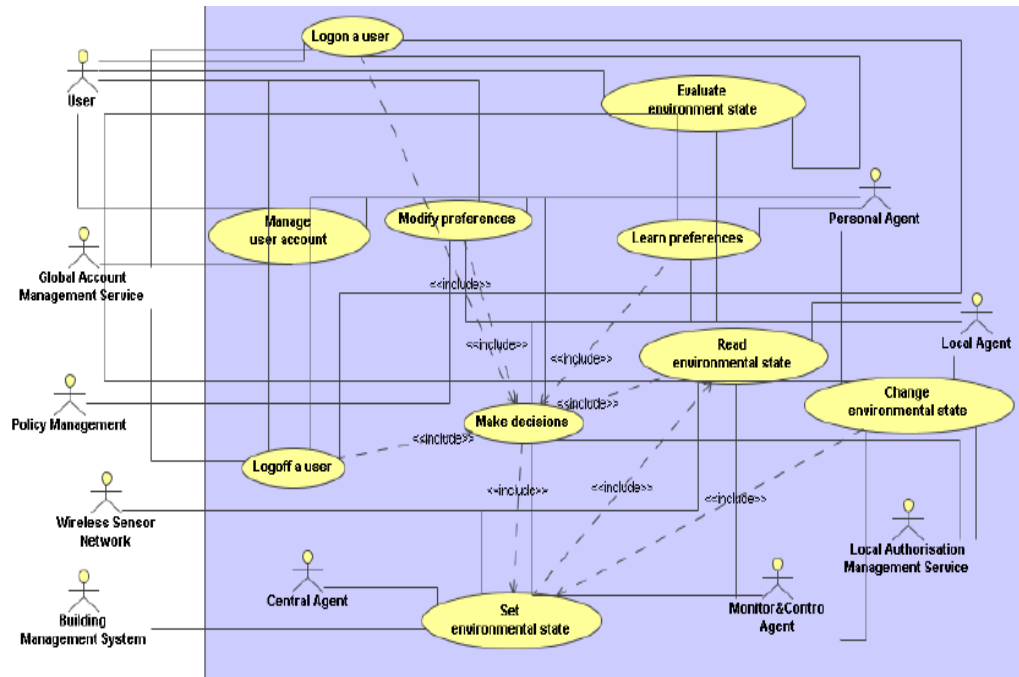 Logon a user
User
Evaluate
environment state
Personal Agent
Manage
user account
Modify preferences
Learn preferences
Global Account
Management Service
<<include>>
Local Agent
<<include>>
<<include>>
Read
environmental state
Change
environmental state
Policy Management
<<include>>
Make decisions
<<include>>
Logoff a user
<<include>>
<<include>>
<<include>>
Wireless Sensor
Network
Local Authorisation
Management Service
Central Agent
Set
environmental state
Monitor&Contro
Agent
Building
Management System